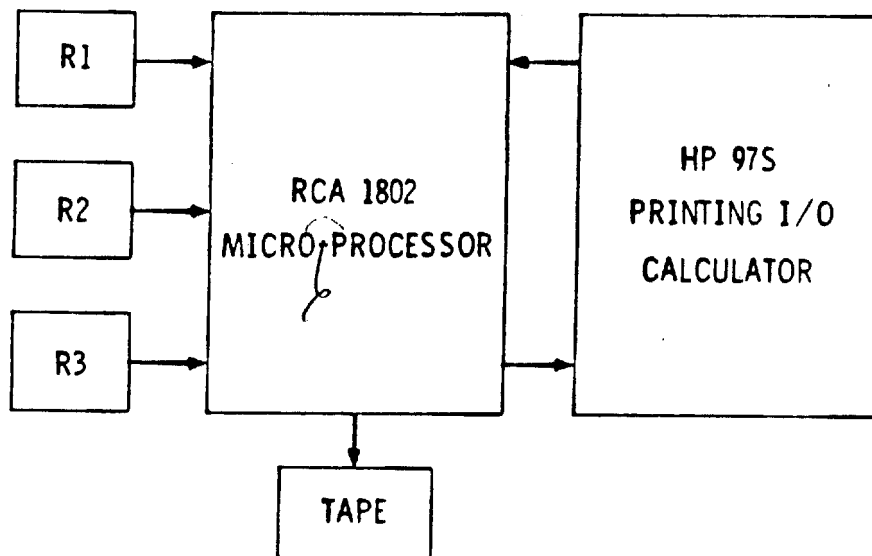 R1
R2
R3
RCA 1802
MICRO-PROCESSOR
HP 97S
PRINTING I/O
CALCULATOR
TAPE